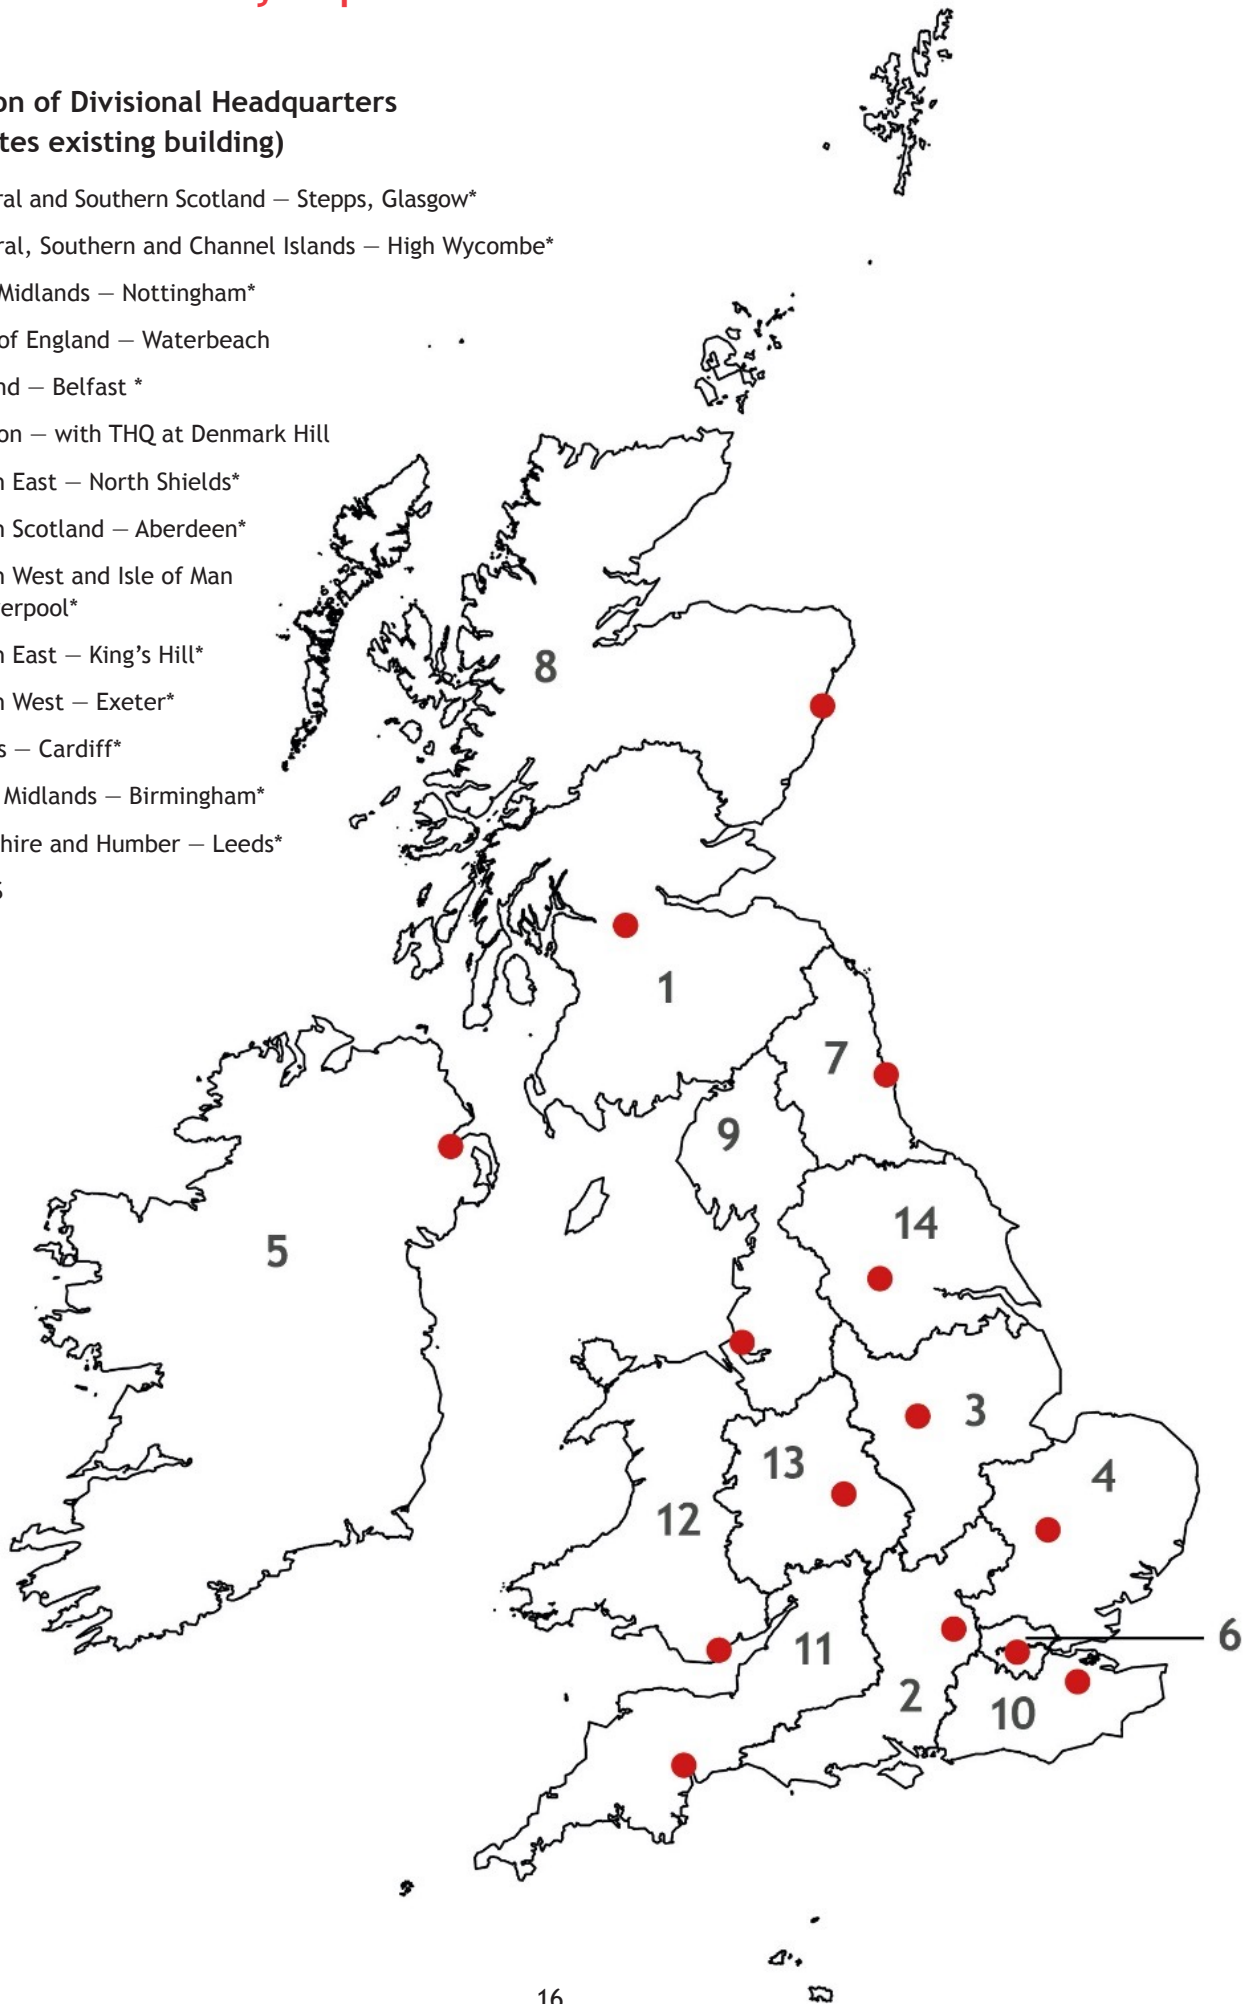 on of Divisional Headquarters
tes existing building)
ral and Southern Scotland — Stepps, Glasgow*
ral, Southern and Channel Islands — High Wycombe*
Midlands — Nottingham*
of England — Waterbeach
nd — Belfast *
on — with THQ at Denmark Hill
n East — North Shields*
n Scotland — Aberdeen*
n West and Isle of Man
verpool*
n East — King's Hill*
n West — Exeter*
s — Cardiff*
Midlands — Birmingham*
shire and Humber — Leeds*
8
1
7
9
14
5
3
13
4
12
6
11
2
10
16